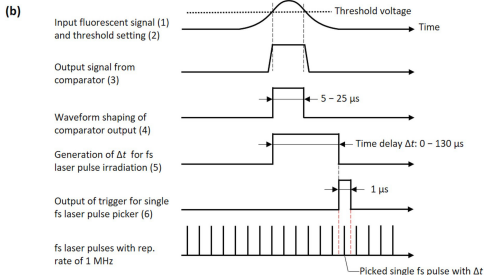 (b)
Input fluorescent signal (1)
and threshold setting (2)
Threshold voltage
Time
Output signal from
comparator (3)
Waveform shaping of
comparator output (4)
5 – 25 µs
Generation of Δt for fs
laser pulse irradiation (5)
Time delay Δt: 0 – 130 µs
Output of trigger for single
fs laser pulse picker (6)
1 µs
fs laser pulses with rep.
rate of 1 MHz
Picked single fs pulse with Δt